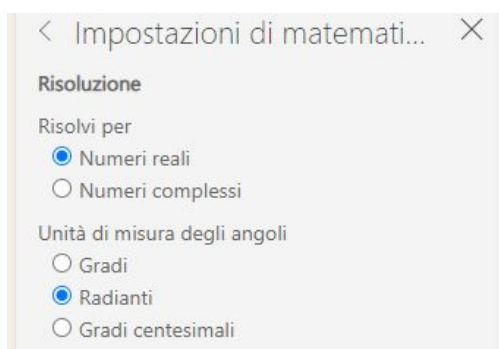 Impostazioni di matemati...
Risoluzione
Risolvi per
Numeri reali
Numeri complessi
Unità di misura degli angoli
Gradi
Radianti
Gradi centesimali